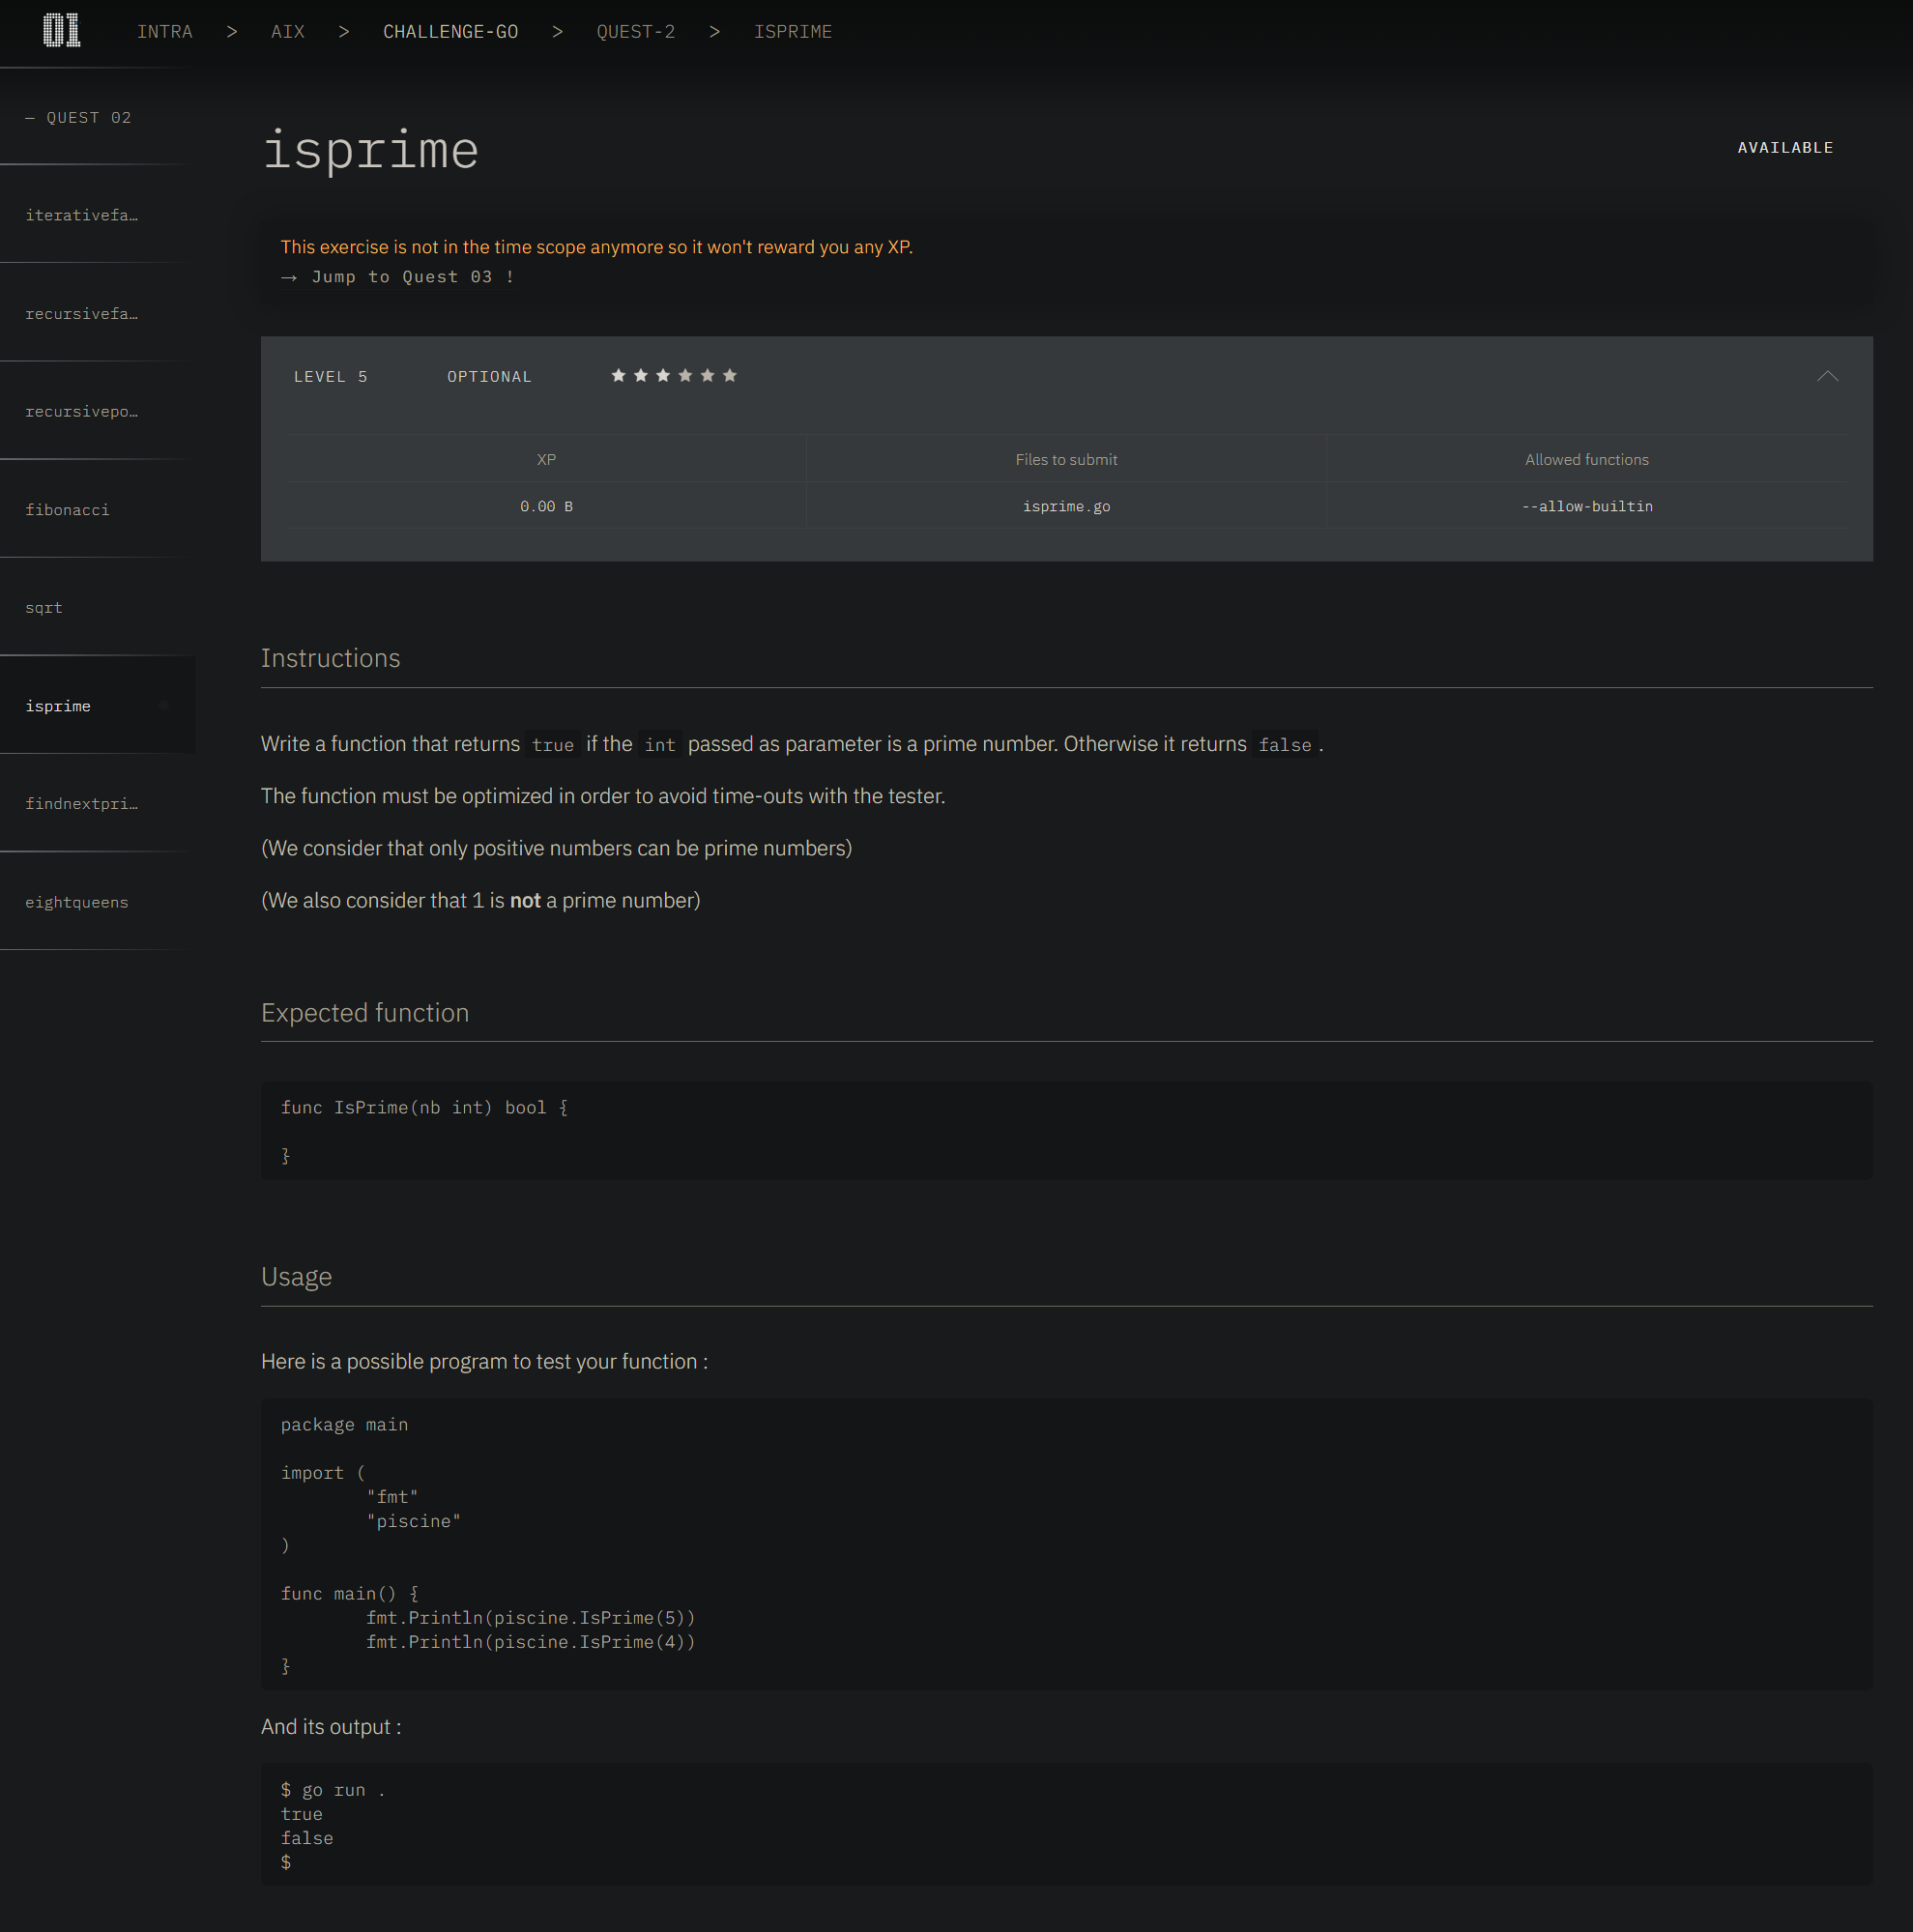 01 INTRA > AIX > CHALLENGE-GO > QUEST-2 > ISPRIME
— QUEST 02
iterativefa…
recursivefa…
recursivepo…
fibonacci
sqrt
isprime
findnextpri…
eightqueens
isprime
AVAILABLE
This exercise is not in the time scope anymore so it won't reward you any XP.
→ Jump to Quest 03 !
LEVEL 5 OPTIONAL ★★★★★★
XP Files to submit Allowed functions
0.00 B isprime.go --allow-builtin
Instructions
Write a function that returns true if the int passed as parameter is a prime number. Otherwise it returns false .
The function must be optimized in order to avoid time-outs with the tester.
(We consider that only positive numbers can be prime numbers)
(We also consider that 1 is not a prime number)
Expected function
func IsPrime(nb int) bool {
}
Usage
Here is a possible program to test your function :
package main
import (
"fmt"
"piscine"
)
func main() {
fmt.Println(piscine.IsPrime(5))
fmt.Println(piscine.IsPrime(4))
}
And its output :
$ go run .
true
false
$